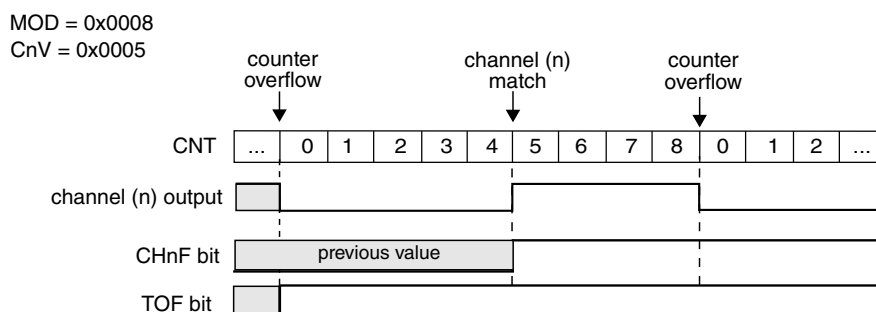 MOD = 0x0008
CnV = 0x0005
counter
overflow
channel (n)
match
counter
overflow
CNT ... 0 1 2 3 4 5 6 7 8 0 1 2 ...
channel (n) output
CHnF bit previous value
TOF bit